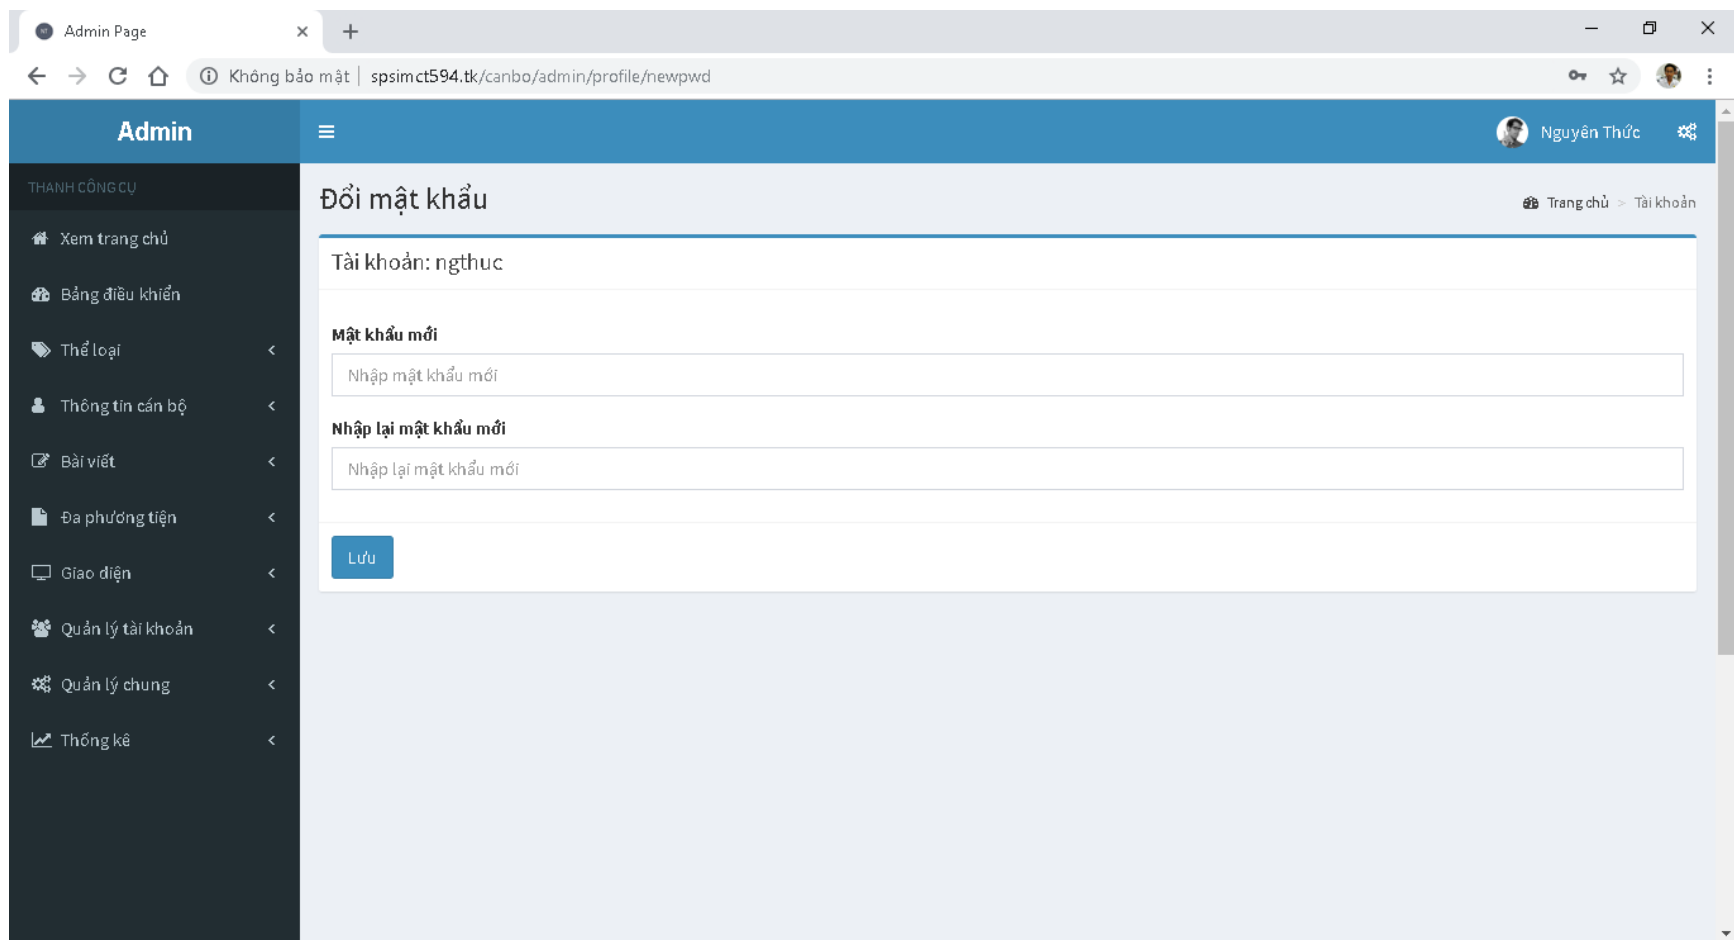 Admin Page
Không bảo mật | spsimct594.tk/canbo/admin/profile/newpwd
Admin
Nguyên Thức
THANH CÔNG CỤ
Đổi mật khẩu
Trang chủ > Tài khoản
Xem trang chủ
Tài khoản: ngthuc
Bảng điều khiển
Mật khẩu mới
Thể loại
Nhập mật khẩu mới
Thông tin cán bộ
Nhập lại mật khẩu mới
Bài viết
Nhập lại mật khẩu mới
Đa phương tiện
Lưu
Giao diện
Quản lý tài khoản
Quản lý chung
Thống kê